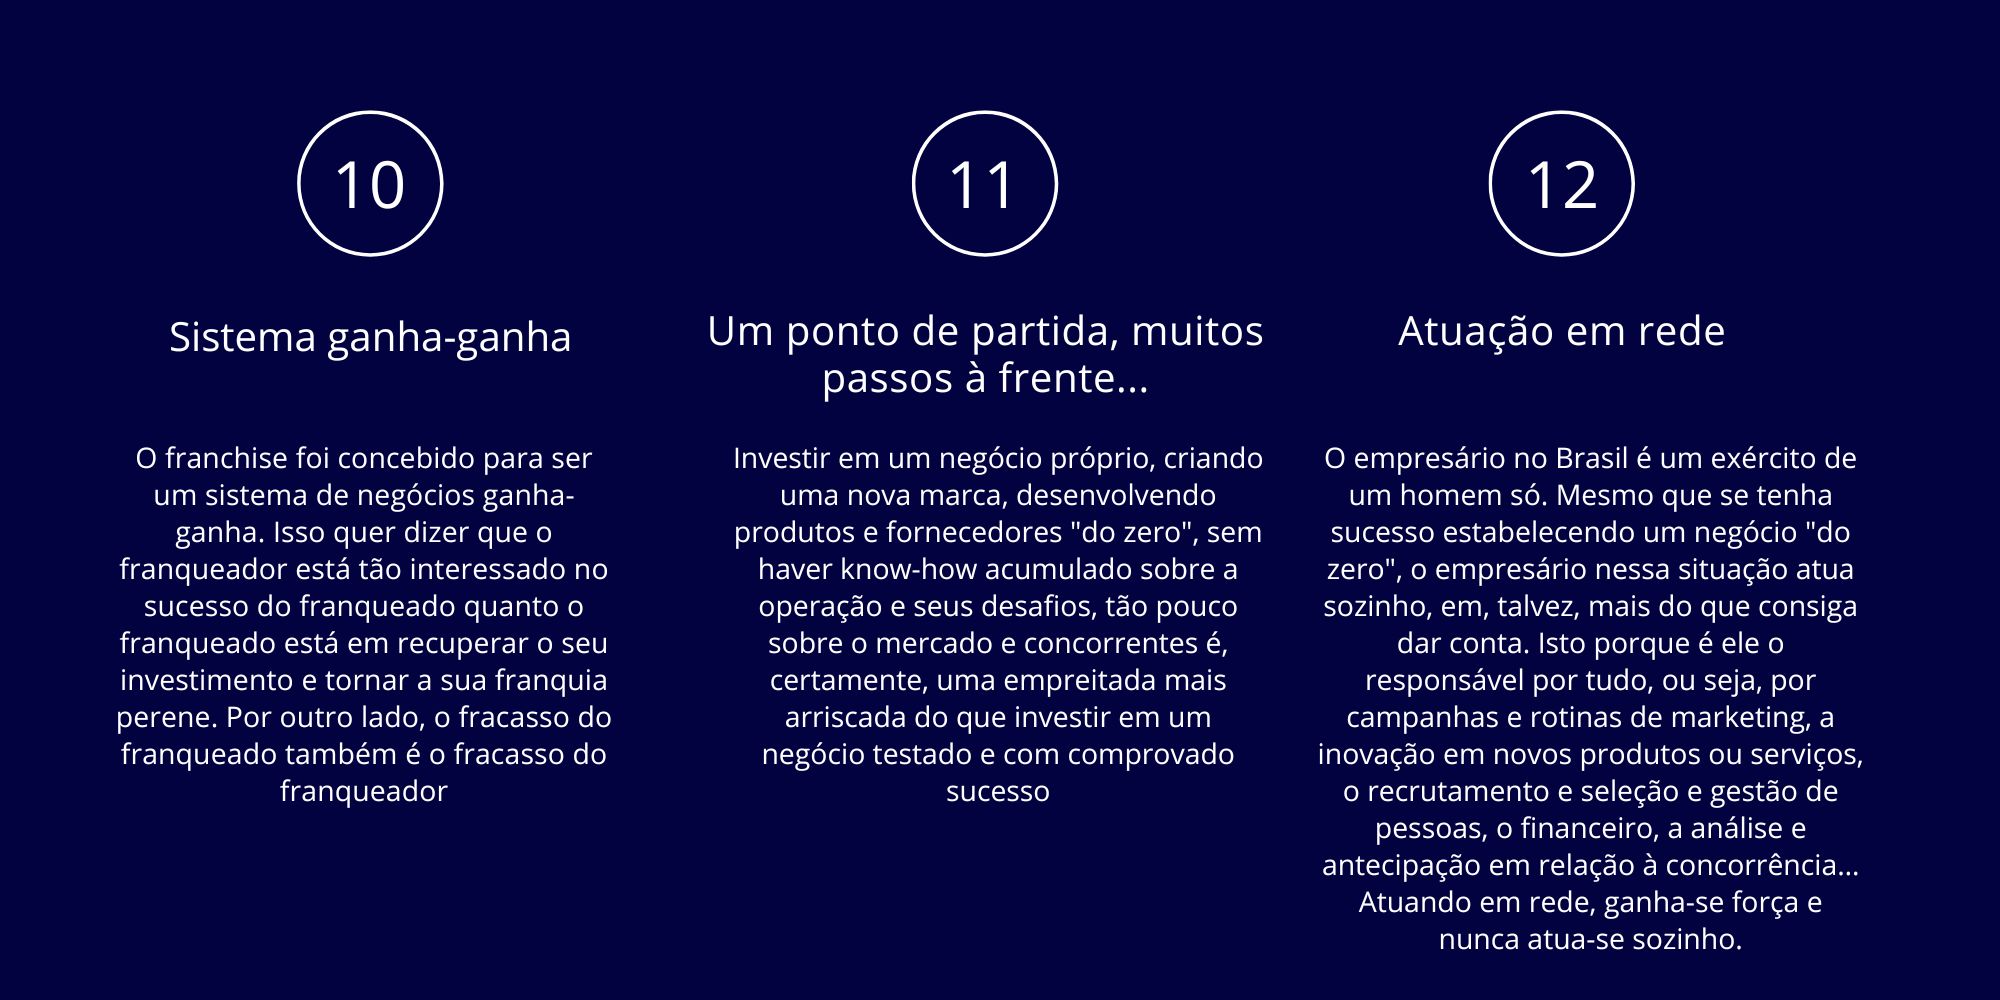 10
Sistema ganha-ganha
O franchise foi concebido para ser
um sistema de negócios ganha-
ganha. Isso quer dizer que o
franqueador está tão interessado no
sucesso do franqueado quanto o
franqueado está em recuperar o seu
investimento e tornar a sua franquia
perene. Por outro lado, o fracasso do
franqueado também é o fracasso do
franqueador
11
Um ponto de partida, muitos
passos à frente...
Investir em um negócio próprio, criando
uma nova marca, desenvolvendo
produtos e fornecedores "do zero", sem
haver know-how acumulado sobre a
operação e seus desafios, tão pouco
sobre o mercado e concorrentes é,
certamente, uma empreitada mais
arriscada do que investir em um
negócio testado e com comprovado
sucesso
12
Atuação em rede
O empresário no Brasil é um exército de
um homem só. Mesmo que se tenha
sucesso estabelecendo um negócio "do
zero", o empresário nessa situação atua
sozinho, em, talvez, mais do que consiga
dar conta. Isto porque é ele o
responsável por tudo, ou seja, por
campanhas e rotinas de marketing, a
inovação em novos produtos ou serviços,
o recrutamento e seleção e gestão de
pessoas, o financeiro, a análise e
antecipação em relação à concorrência...
Atuando em rede, ganha-se força e
nunca atua-se sozinho.